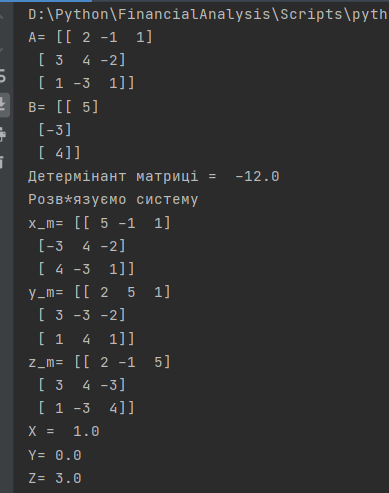 D:\Python\FinancialAnalysis\Scripts\pyth
A= [[ 2 -1  1]
 [ 3  4 -2]
 [ 1 -3  1]]
B= [[ 5]
 [-3]
 [ 4]]
Детермінант матриці =  -12.0
Розв*язуємо систему
x_m= [[ 5 -1  1]
 [-3  4 -2]
 [ 4 -3  1]]
y_m= [[ 2  5  1]
 [ 3 -3 -2]
 [ 1  4  1]]
z_m= [[ 2 -1  5]
 [ 3  4 -3]
 [ 1 -3  4]]
X =  1.0
Y= 0.0
Z= 3.0